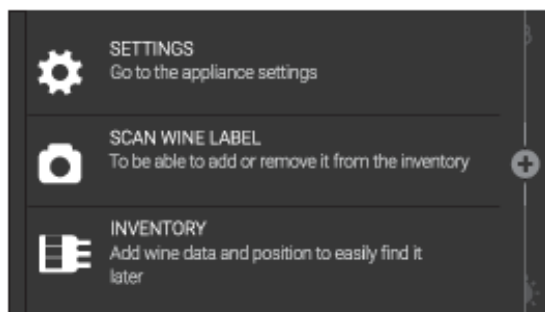 SETTINGS
Go to the appliance settings
SCAN WINE LABEL
To be able to add or remove it from the inventory
INVENTORY
Add wine data and position to easily find it
later